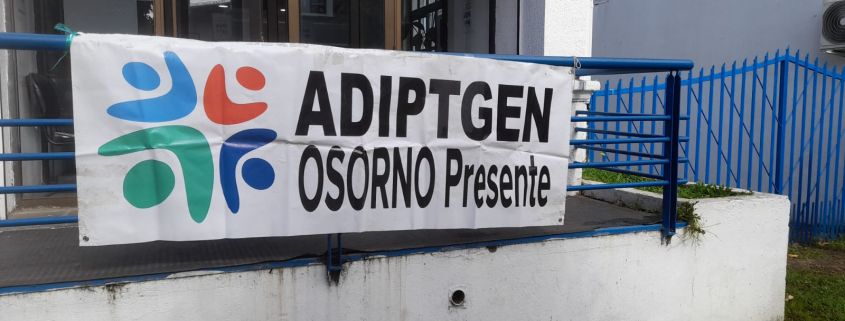 ADIPTGEN
OSORNO Presente